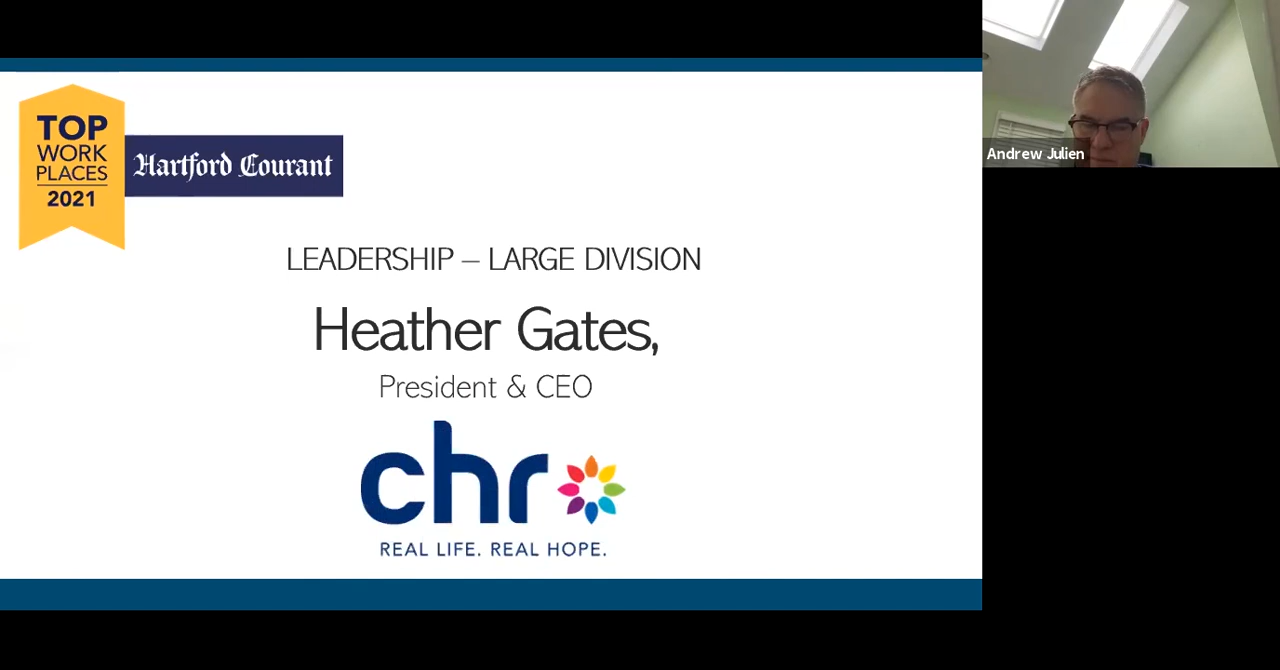 TOP
WORK
PLACES
2021
Hartford Courant
LEADERSHIP – LARGE DIVISION
Heather Gates,
President & CEO
chr
REAL LIFE. REAL HOPE.
Andrew Julien